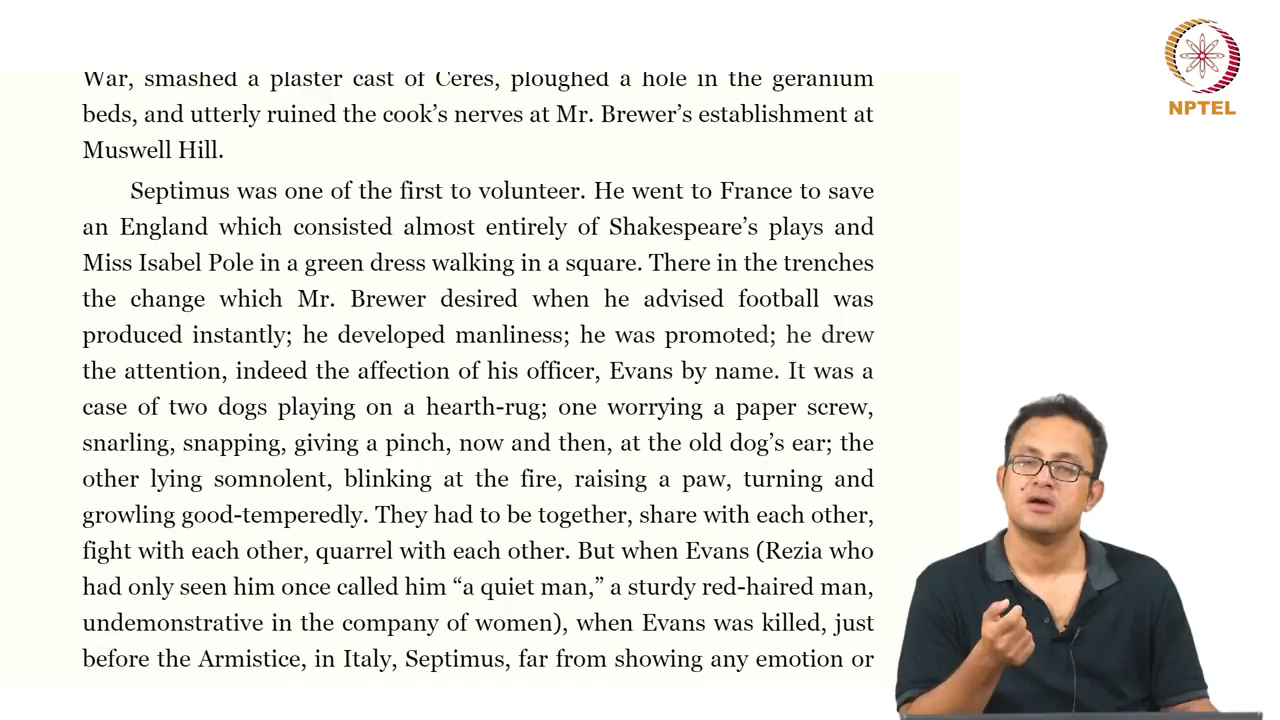 War, smashed a plaster cast of Ceres, ploughed a hole in the geranium
beds, and utterly ruined the cook’s nerves at Mr. Brewer’s establishment at
Muswell Hill.
Septimus was one of the first to volunteer. He went to France to save
an England which consisted almost entirely of Shakespeare’s plays and
Miss Isabel Pole in a green dress walking in a square. There in the trenches
the change which Mr. Brewer desired when he advised football was
produced instantly; he developed manliness; he was promoted; he drew
the attention, indeed the affection of his officer, Evans by name. It was a
case of two dogs playing on a hearth-rug; one worrying a paper screw,
snarling, snapping, giving a pinch, now and then, at the old dog’s ear; the
other lying somnolent, blinking at the fire, raising a paw, turning and
growling good-temperedly. They had to be together, share with each other,
fight with each other, quarrel with each other. But when Evans (Rezia who
had only seen him once called him “a quiet man,” a sturdy red-haired man,
undemonstrative in the company of women), when Evans was killed, just
before the Armistice, in Italy, Septimus, far from showing any emotion or
NPTEL